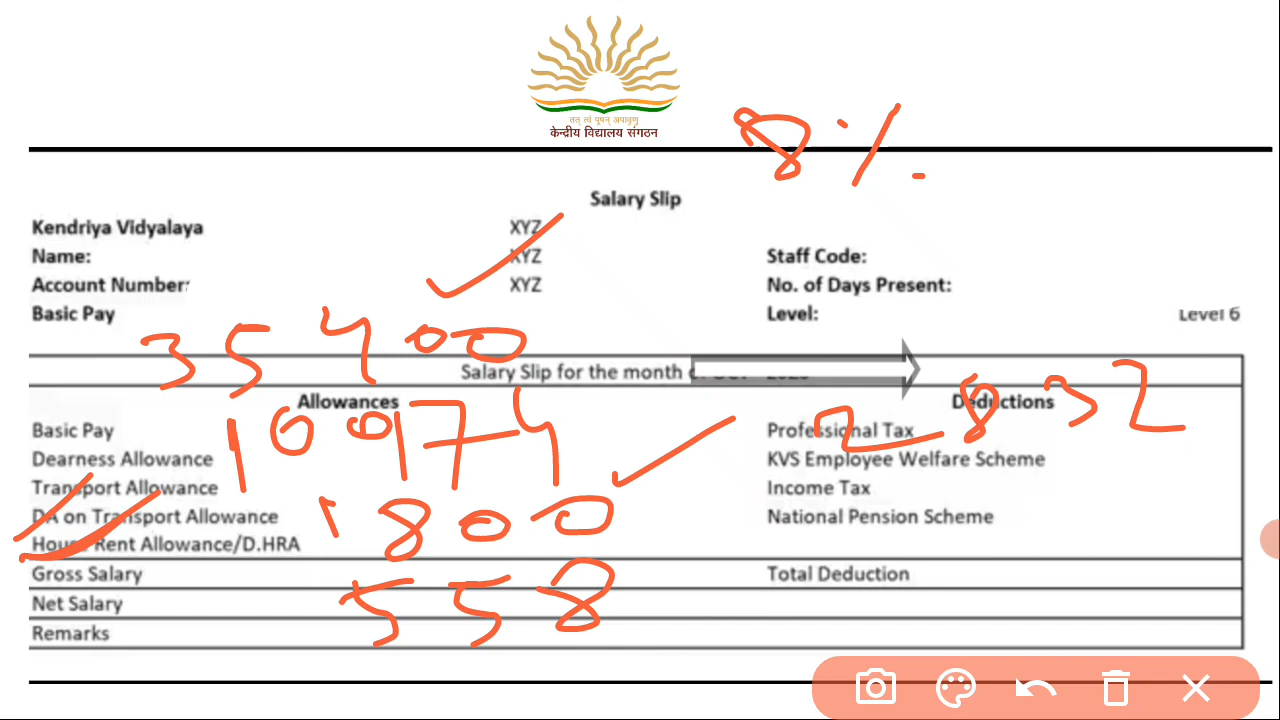 तत् त्वं पूषन् अपावृणु
केन्द्रीय विद्यालय संगठन
8%.
Salary Slip
Kendriya Vidyalaya XYZ
Name: XYZ Staff Code:
Account Number: XYZ No. of Days Present:
Basic Pay Level: Level 6
35400
Salary Slip for the month
Allowances Deductions
2832
Basic Pay Professional Tax
100174
Dearness Allowance KVS Employee Welfare Scheme
Transport Allowance Income Tax
DA on Transport Allowance National Pension Scheme
1800
House Rent Allowance/D.HRA
Gross Salary Total Deduction
558
Net Salary
Remarks